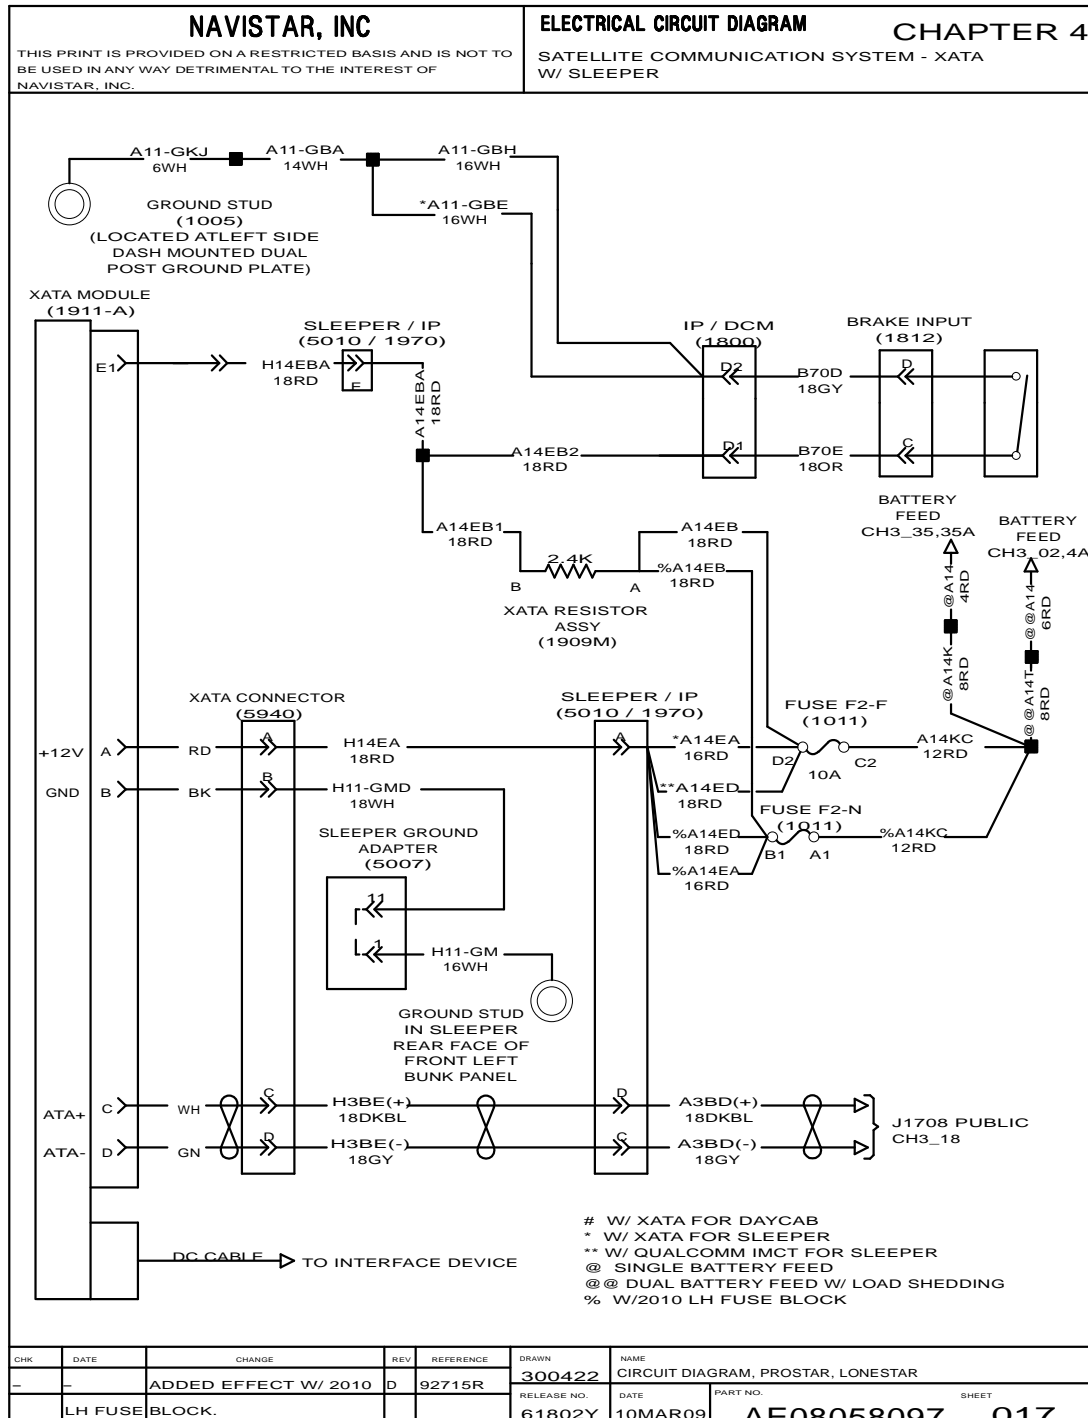 NAVISTAR, INC
THIS PRINT IS PROVIDED ON A RESTRICTED BASIS AND IS NOT TO
BE USED IN ANY WAY DETRIMENTAL TO THE INTEREST OF
NAVISTAR, INC.
ELECTRICAL CIRCUIT DIAGRAM
CHAPTER 4
SATELLITE COMMUNICATION SYSTEM - XATA
W/ SLEEPER
A11-GKJ
6WH
A11-GBA
14WH
A11-GBH
16WH
*A11-GBE
16WH
GROUND STUD
(1005)
(LOCATED ATLEFT SIDE
DASH MOUNTED DUAL
POST GROUND PLATE)
XATA MODULE
(1911-A)
SLEEPER / IP
(5010 / 1970)
IP / DCM
(1800)
BRAKE INPUT
(1812)
E1
H14EBA
18RD
E
A14EBA
18RD
D2
B70D
18GY
D
A14EB2
18RD
D1
B70E
18OR
C
BATTERY
FEED
CH3_35,35A
BATTERY
FEED
CH3_02,4A
A14EB1
18RD
2.4K
B
A
A14EB
18RD
%A14EB
18RD
XATA RESISTOR
ASSY
(1909M)
@A14
4RD
@@A14
6RD
@A14K
8RD
@@A14T
8RD
XATA CONNECTOR
(5940)
SLEEPER / IP
(5010 / 1970)
FUSE F2-F
(1011)
+12V
A
RD
A
H14EA
18RD
A
*A14EA
16RD
D2
10A
C2
A14KC
12RD
GND
B
BK
B
H11-GMD
18WH
**A14ED
18RD
FUSE F2-N
(1011)
SLEEPER GROUND
ADAPTER
(5007)
%A14ED
18RD
B1
A1
%A14KC
12RD
%A14EA
16RD
11
1
H11-GM
16WH
GROUND STUD
IN SLEEPER
REAR FACE OF
FRONT LEFT
BUNK PANEL
ATA+
C
WH
C
H3BE(+)
18DKBL
D
A3BD(+)
18DKBL
J1708 PUBLIC
CH3_18
ATA-
D
GN
D
H3BE(-)
18GY
C
A3BD(-)
18GY
DC CABLE
TO INTERFACE DEVICE
# W/ XATA FOR DAYCAB
* W/ XATA FOR SLEEPER
** W/ QUALCOMM IMCT FOR SLEEPER
@ SINGLE BATTERY FEED
@@ DUAL BATTERY FEED W/ LOAD SHEDDING
% W/2010 LH FUSE BLOCK
CHK DATE CHANGE REV REFERENCE
- - ADDED EFFECT W/ 2010 D 92715R
LH FUSE BLOCK.
DRAWN
300422
NAME
CIRCUIT DIAGRAM, PROSTAR, LONESTAR
RELEASE NO.
61802Y
DATE
10MAR09
PART NO.
AE08058097
SHEET
017